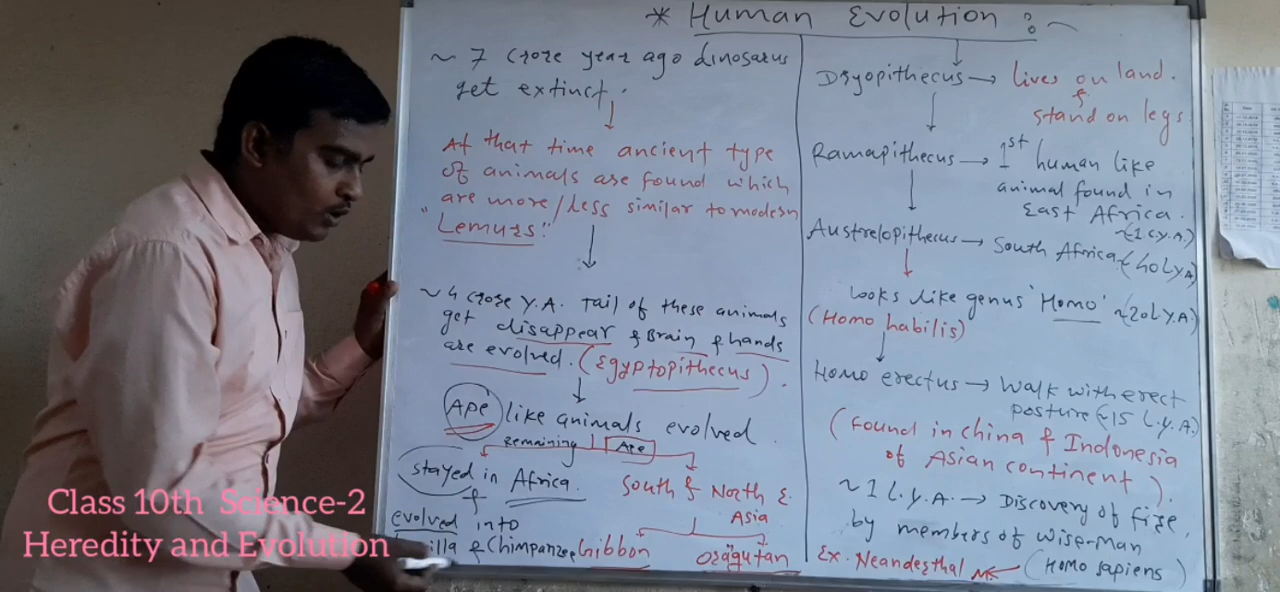 * Human Evolution :~
~ 7 crore year ago dinosarus
get extinct.
At that time ancient type
of animals are found which
are more/less similar to modern
"Lemurs."
~ 4 crore Y.A. Tail of these animals
get disappear & Brain & hands
are evolved. (Egyptopithecus).
Ape like animals evolved
Remaining Ape
stayed in Africa.
&
evolved into
illa & Chimpanzee
South & North E.
Asia
Gibbon
Orãgutan
Dryopithecus → lives on land.
&
stand on legs
Ramapithecus → 1st human like
animal found in
East Africa.
~(1 C.Y.A.)
Austrelopithecus → South Africa (40 L Y A)
looks like genus 'Homo' ~(20 L Y.A)
(Homo habilis)
Homo erectus → Walk with erect
posture (15 L.Y.A.)
(Found in China & Indonesia
of Asian continent).
~ 1 L.Y.A. → Discovery of fire,
by members of wise-man
Ex. Neanderthal (Homo sapiens)
Class 10th Science-2
Heredity and Evolution